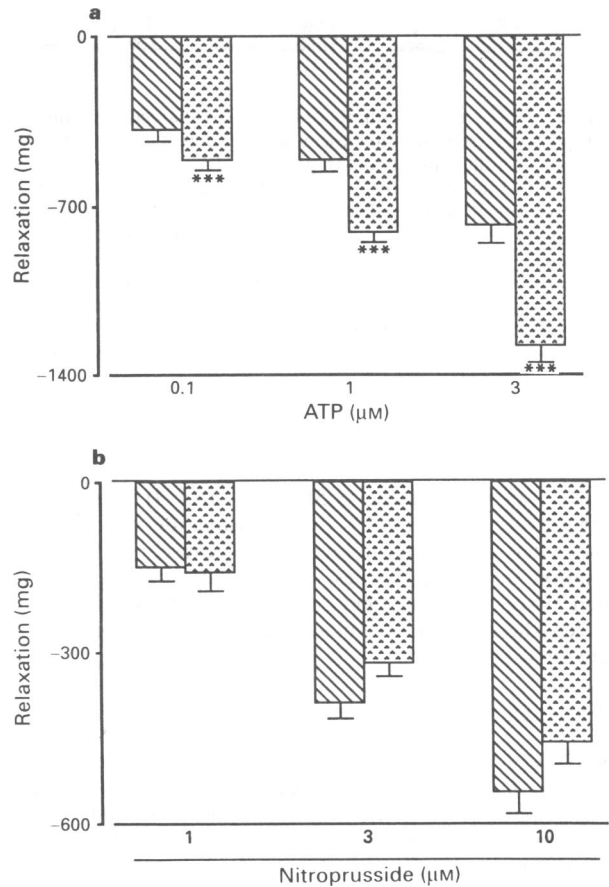 a
0
−700
−1400
Relaxation (mg)
***
***
***
0.1 1 3
ATP (μM)
b
0
−300
−600
Relaxation (mg)
1 3 10
Nitroprusside (μM)